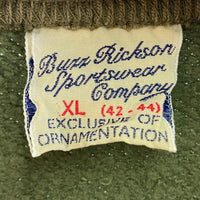 Buzz Rickson
Sportswear
Company
XL (42 - 44)
EXCLUSIVE OF
ORNAMENTATION